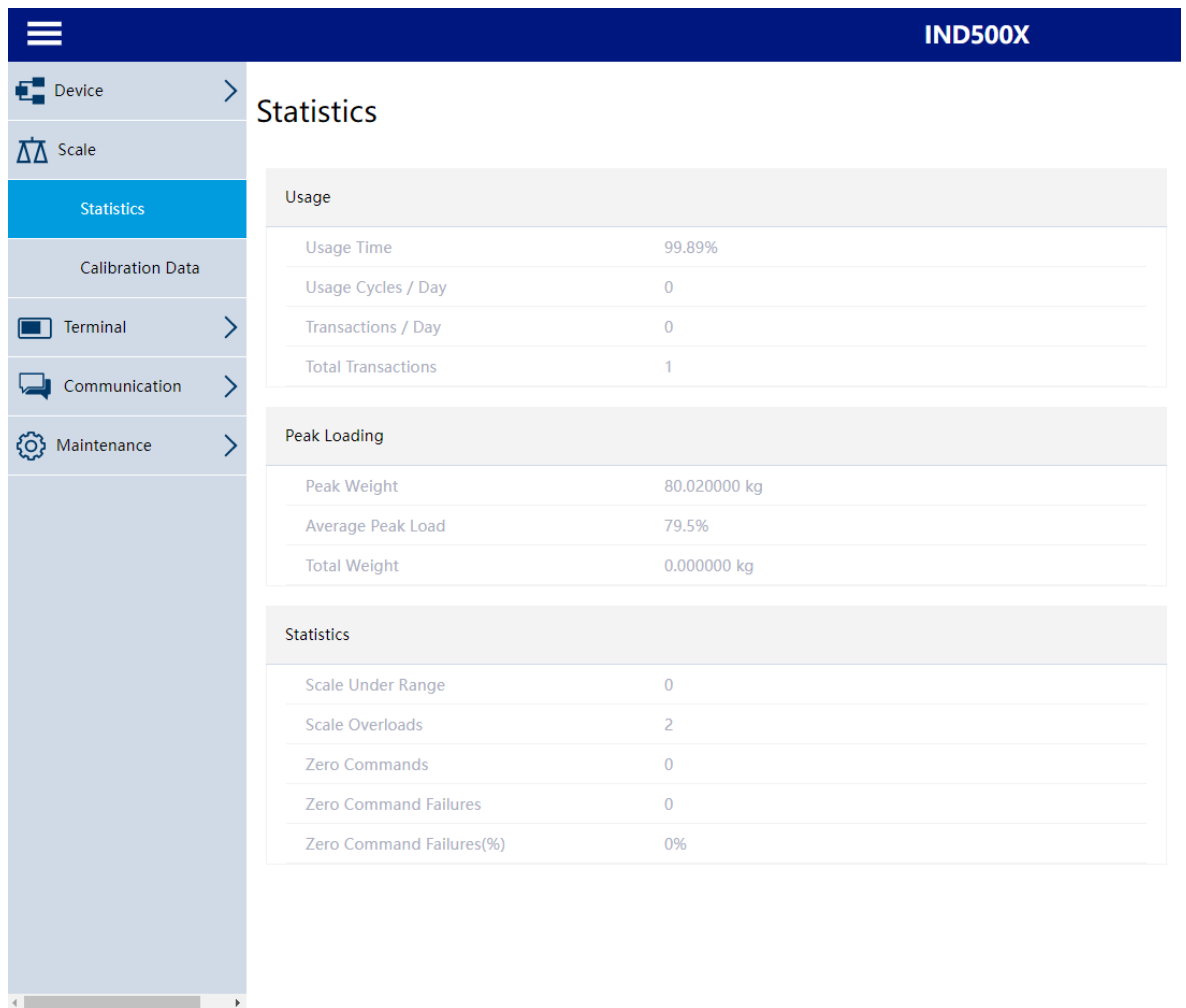 IND500X
Device
Scale
Statistics
Calibration Data
Terminal
Communication
Maintenance
Statistics
Usage
Usage Time 99.89%
Usage Cycles / Day 0
Transactions / Day 0
Total Transactions 1
Peak Loading
Peak Weight 80.020000 kg
Average Peak Load 79.5%
Total Weight 0.000000 kg
Statistics
Scale Under Range 0
Scale Overloads 2
Zero Commands 0
Zero Command Failures 0
Zero Command Failures(%) 0%